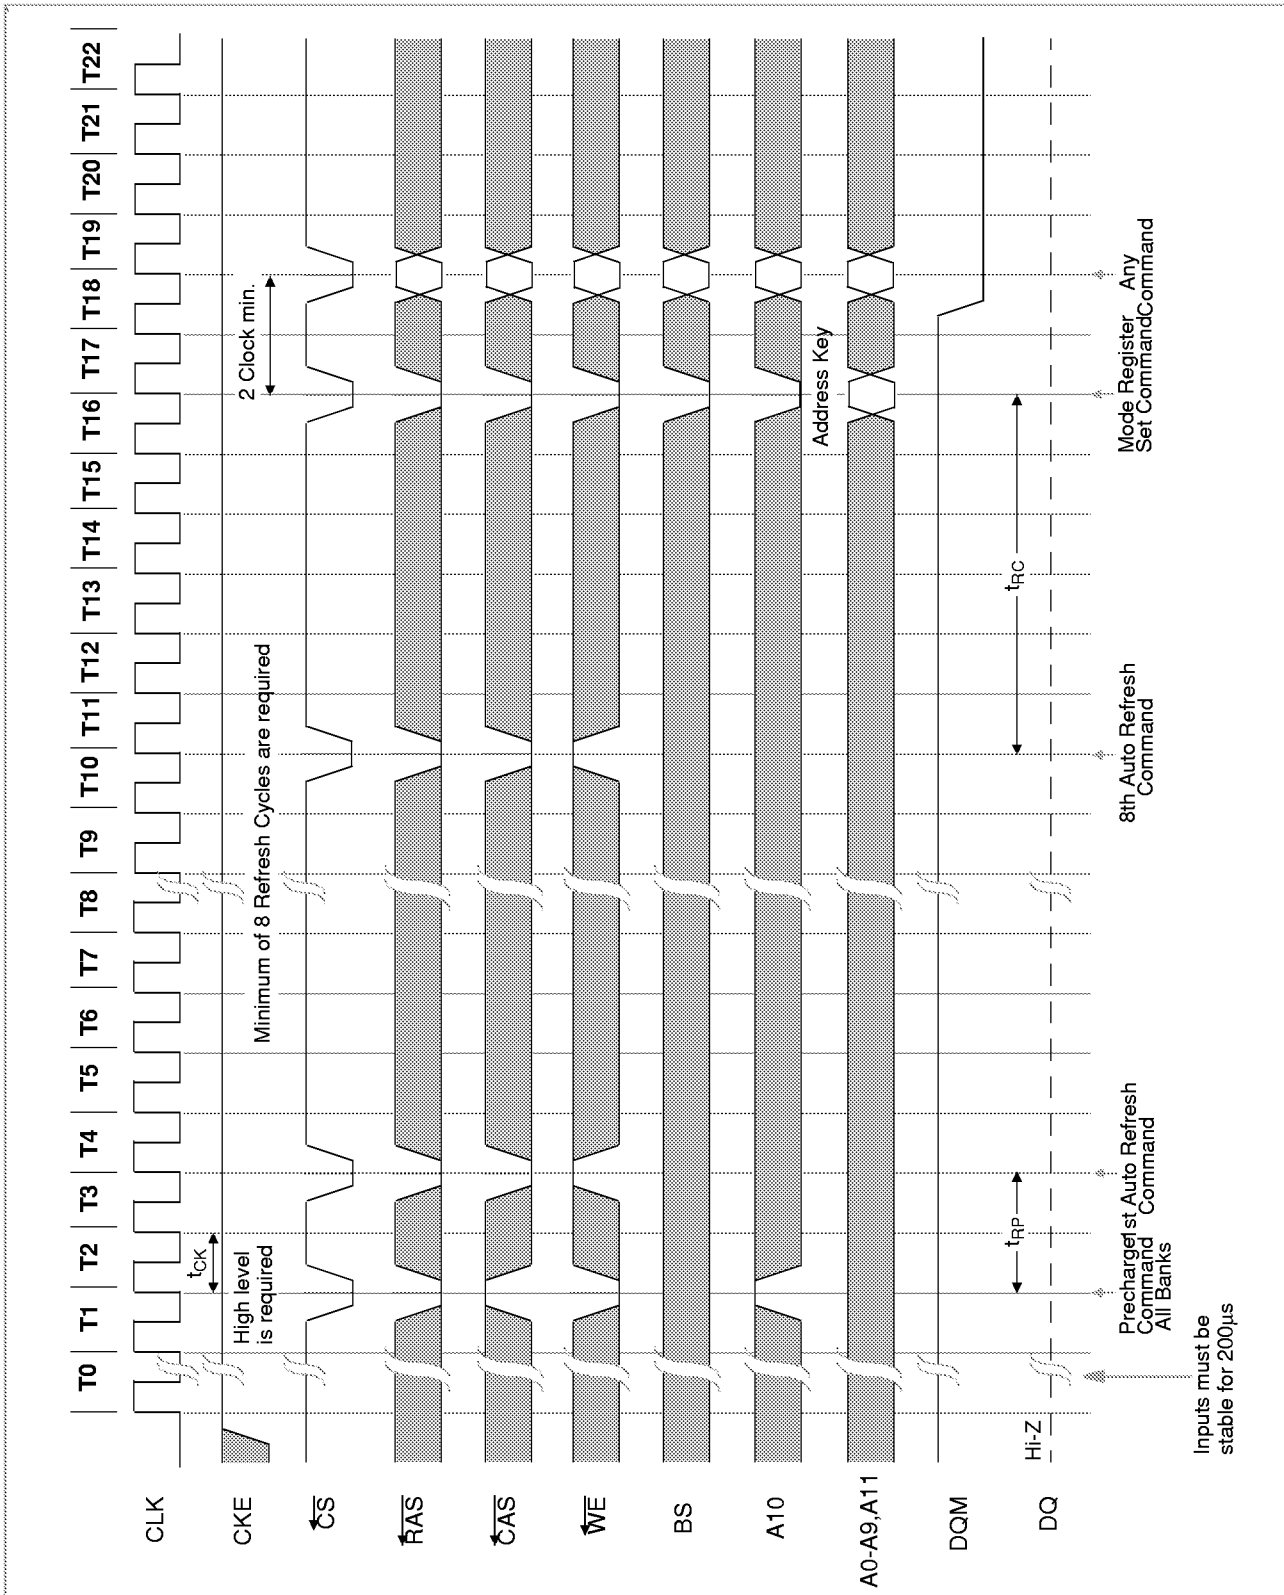 T0 T1 T2 T3 T4 T5 T6 T7 T8 T9 T10 T11 T12 T13 T14 T15 T16 T17 T18 T19 T20 T21 T22
CLK
tCK
CKE
High level
is required
Minimum of 8 Refresh Cycles are required
2 Clock min.
CS
RAS
CAS
WE
BS
A10
Address Key
A0-A9,A11
DQM
DQ
Hi-Z
tRP
tRC
Precharge
Command
All Banks
1st Auto Refresh
Command
8th Auto Refresh
Command
Mode Register
Set Command
Any
Command
Inputs must be
stable for 200µs